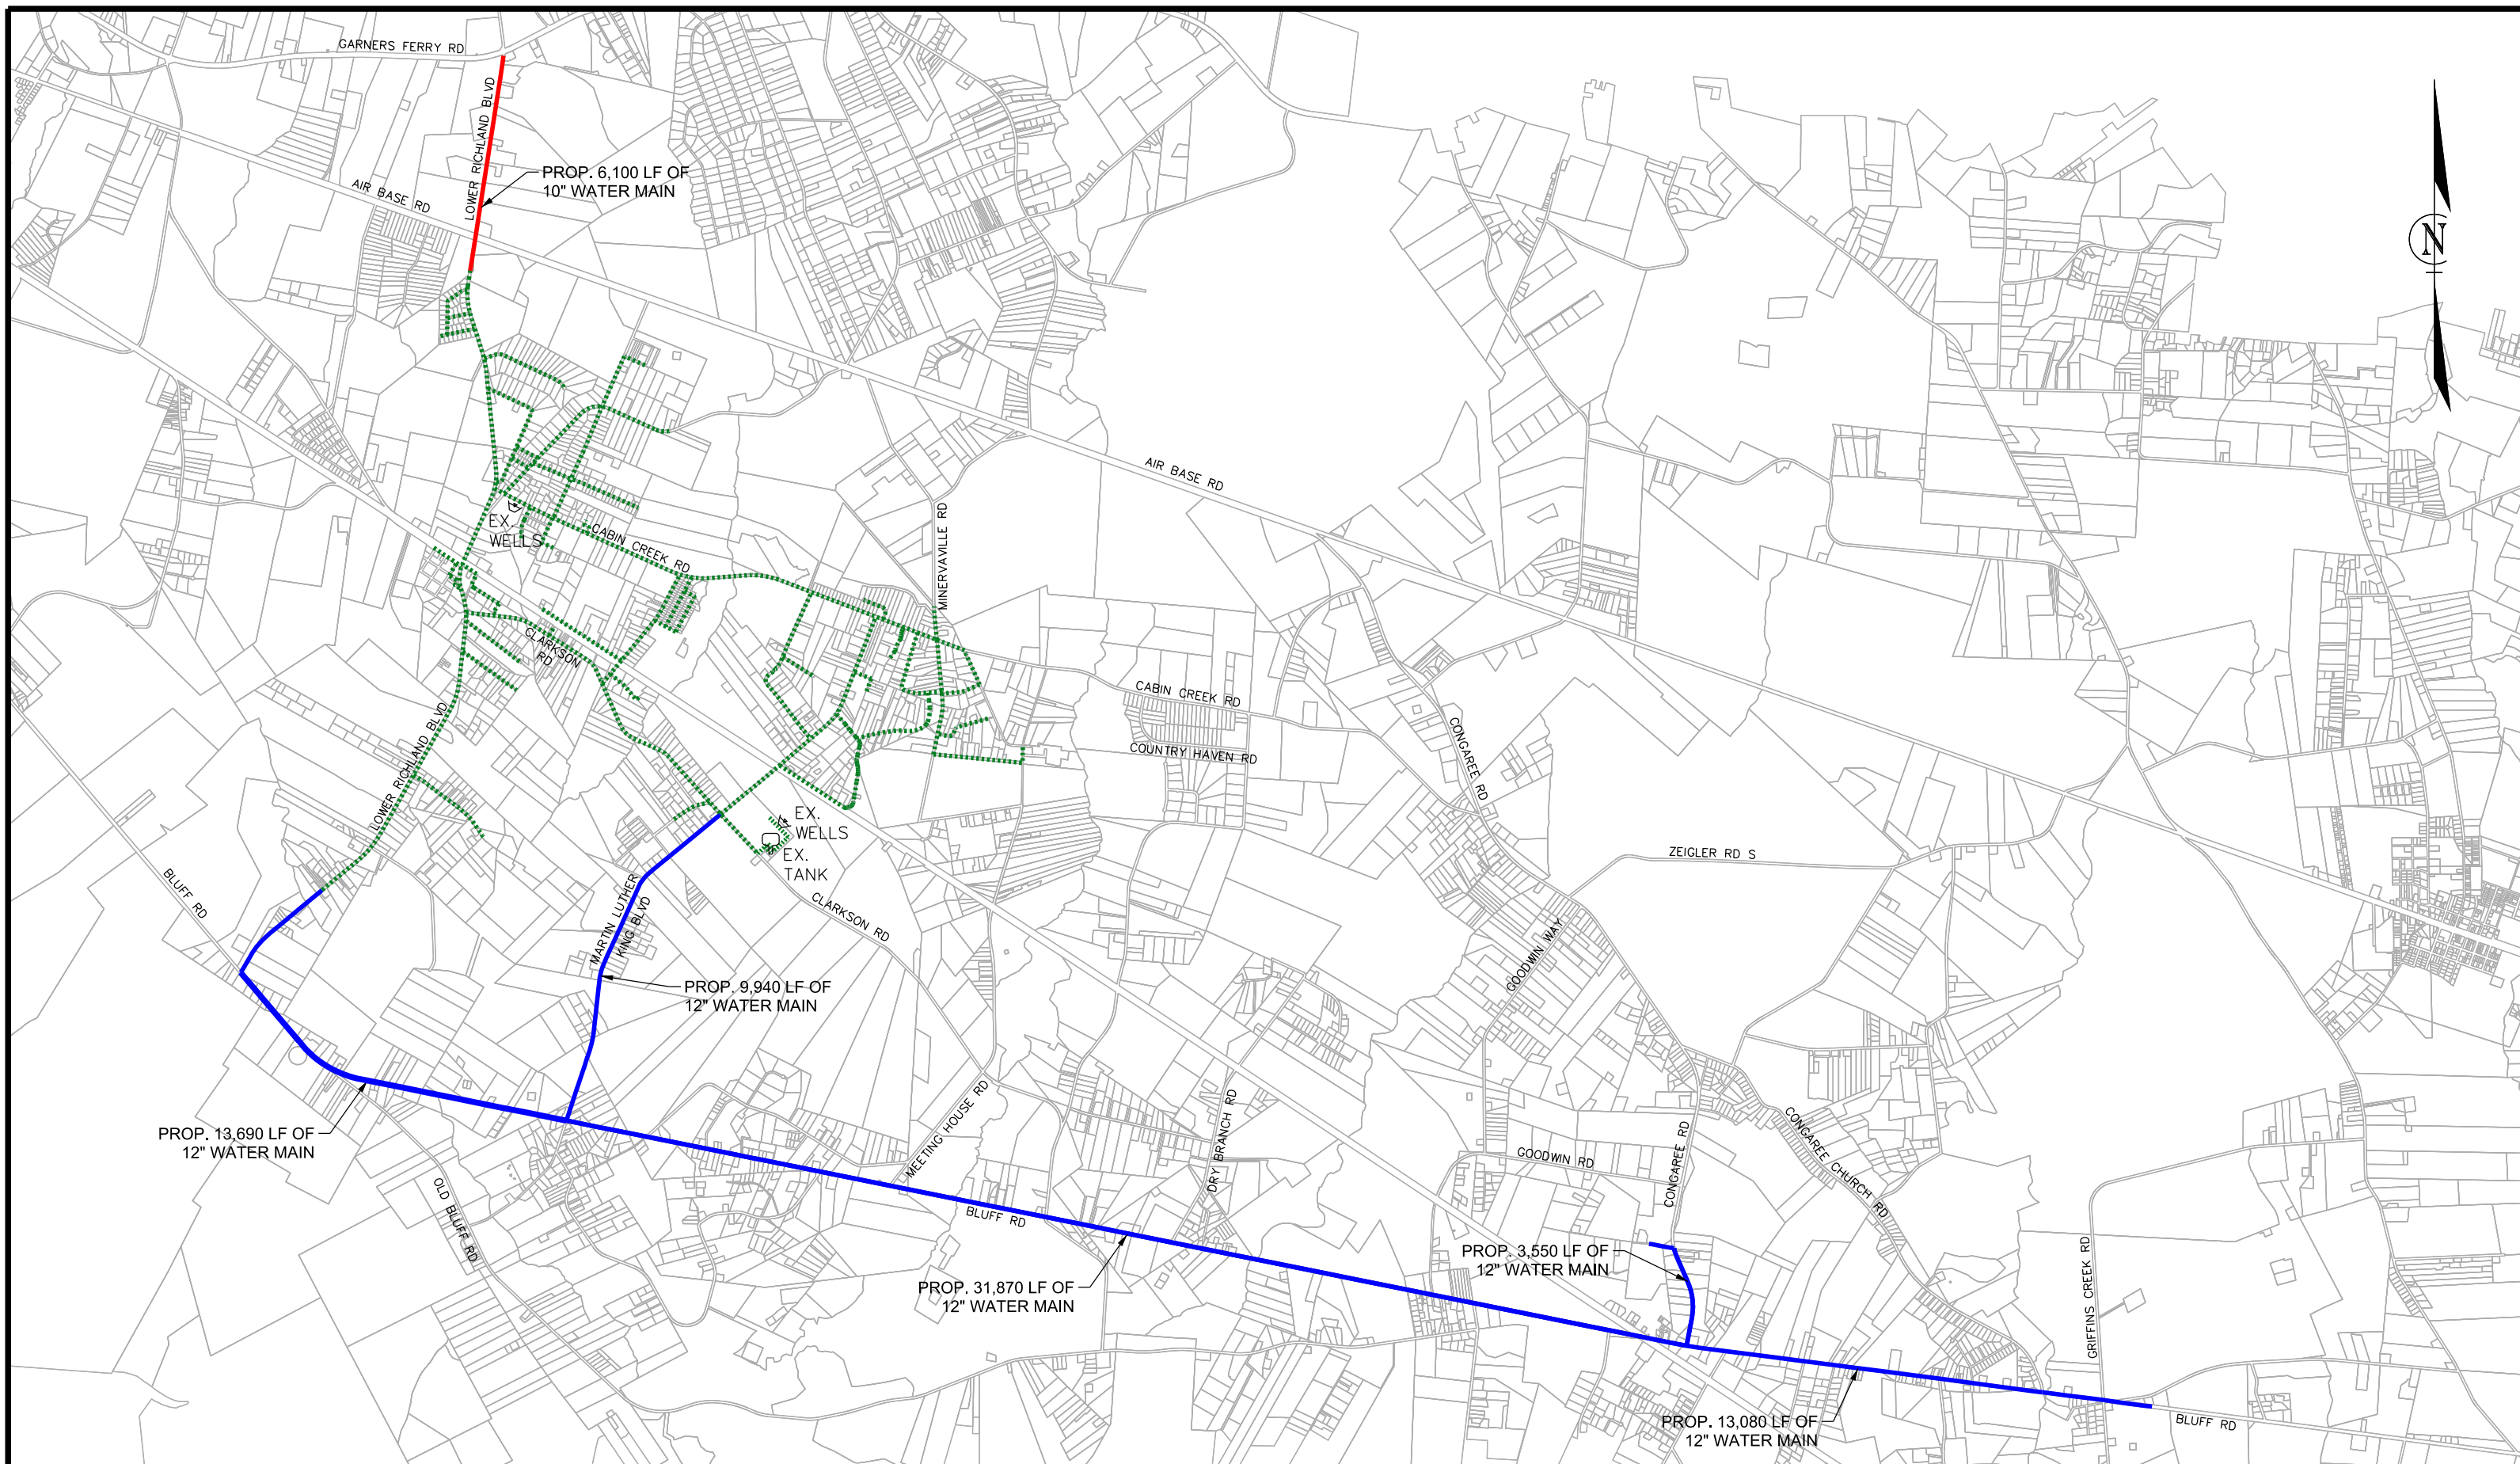 GARNERS FERRY RD
LOWER RICHLAND BLVD
PROP. 6,100 LF OF
10" WATER MAIN
AIR BASE RD
N
AIR BASE RD
MINERVAVILLE RD
EX.
WELLS
CABIN CREEK RD
CLARKSON
RD
CABIN CREEK RD
COUNTRY HAVEN RD
CONGAREE RD
LOWER RICHLAND BLVD
EX.
WELLS
EX.
TANK
ZEIGLER RD S
BLUFF RD
CLARKSON RD
MARTIN LUTHER
KING BLVD
GOODWIN WAY
PROP. 9,940 LF OF
12" WATER MAIN
PROP. 13,690 LF OF
12" WATER MAIN
MEETING HOUSE RD
DRY BRANCH RD
GOODWIN RD
CONGAREE RD
CONGAREE CHURCH RD
OLD BLUFF RD
BLUFF RD
PROP. 3,550 LF OF
12" WATER MAIN
GRIFFINS CREEK RD
PROP. 31,870 LF OF
12" WATER MAIN
PROP. 13,080 LF OF
12" WATER MAIN
BLUFF RD